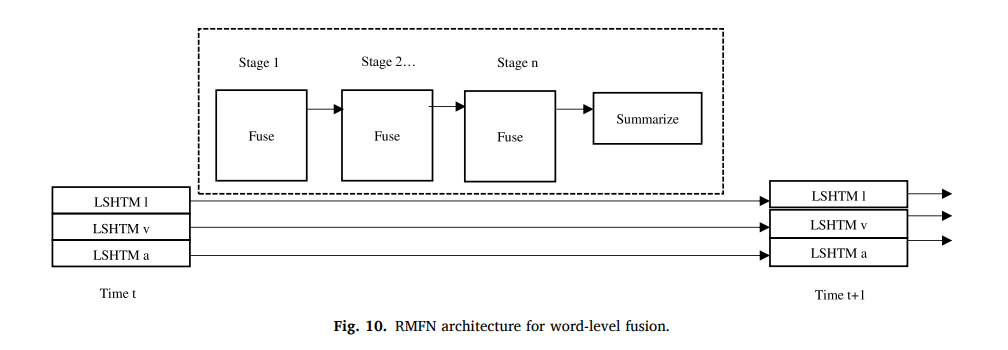 Stage 1
Stage 2...
Stage n
Fuse
Fuse
Fuse
Summarize
LSHTM l
LSHTM v
LSHTM a
Time t
LSHTM l
LSHTM v
LSHTM a
Time t+1
Fig. 10. RMFN architecture for word-level fusion.